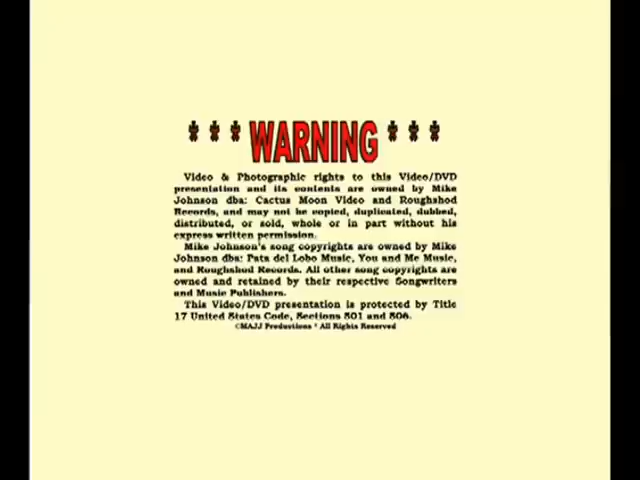 * * * WARNING * * *
Video & Photographic rights to this Video/DVD
presentation and its contents are owned by Mike
Johnson dba: Cactus Moon Video and Roughshod
Records, and may not be copied, duplicated, dubbed,
distributed, or sold, whole or in part without his
express written permission.
Mike Johnson's song copyrights are owned by Mike
Johnson dba: Pata del Lobo Music, You and Me Music,
and Roughshod Records. All other song copyrights are
owned and retained by their respective Songwriters
and Music Publishers.
This Video/DVD presentation is protected by Title
17 United States Code, Sections 501 and 506.
©MAJJ Productions * All Rights Reserved